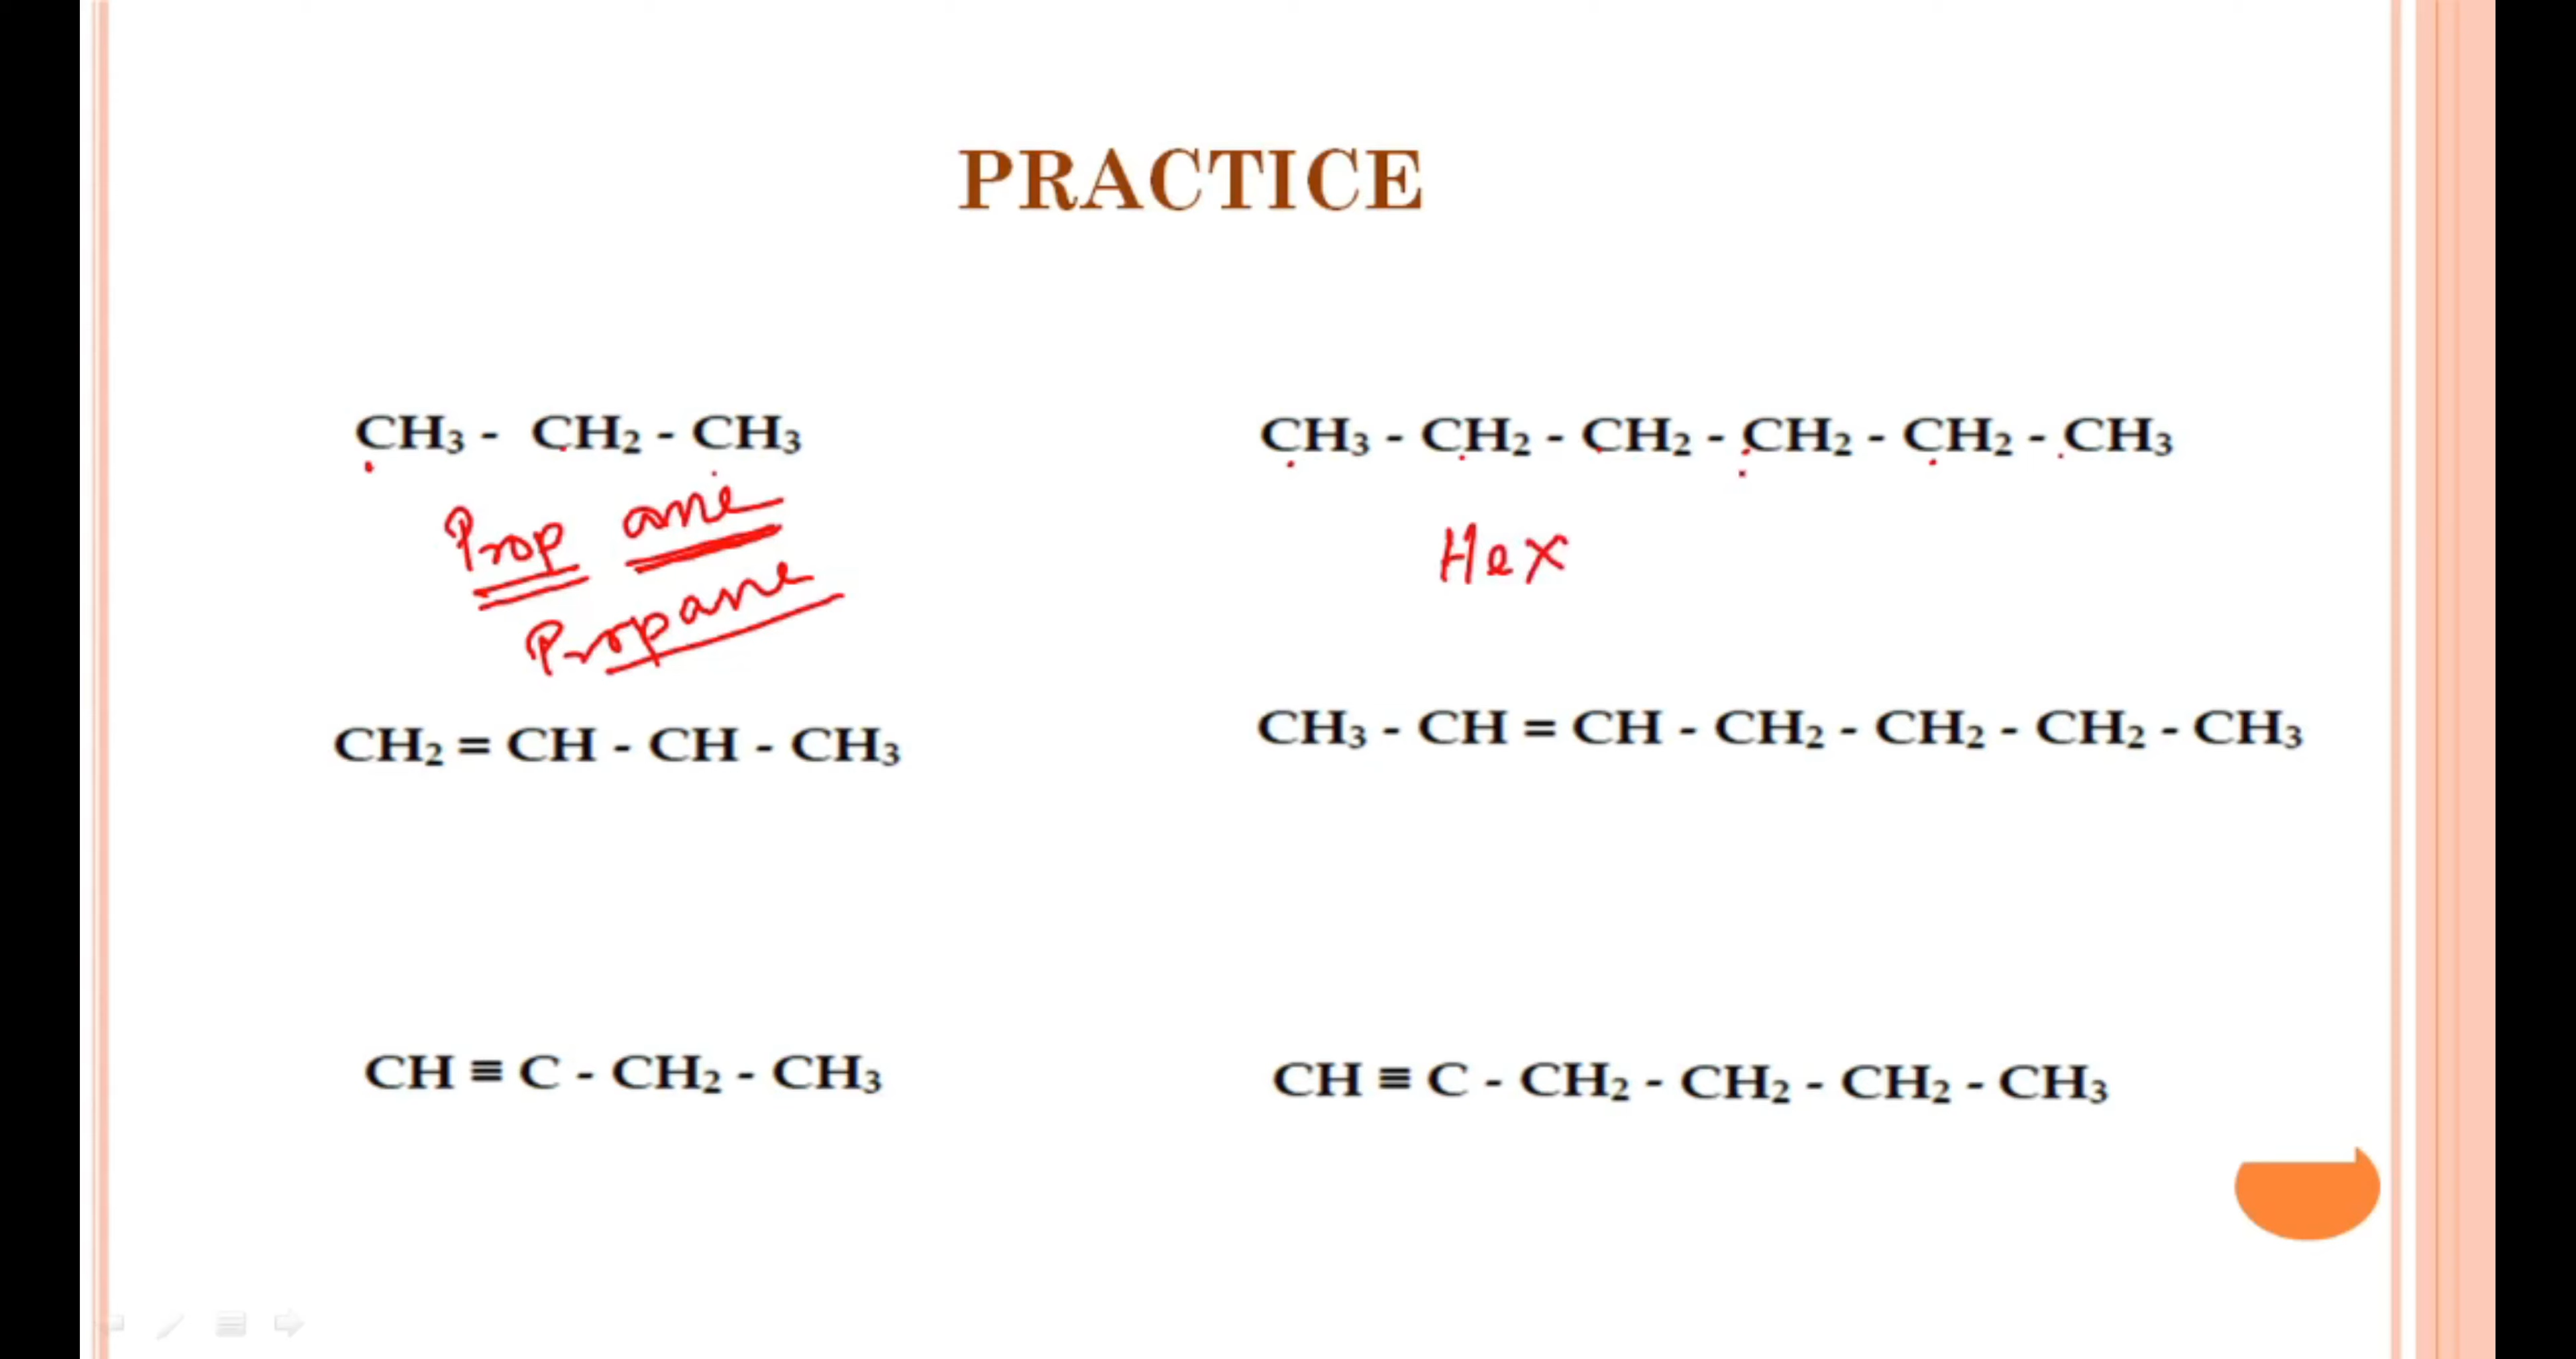 PRACTICE
CH₃ - CH₂ - CH₃
CH₃ - CH₂ - CH₂ - CH₂ - CH₂ - CH₃
Prop ane
Propane
Hex
CH₂ = CH - CH - CH₃
CH₃ - CH = CH - CH₂ - CH₂ - CH₂ - CH₃
CH ≡ C - CH₂ - CH₃
CH ≡ C - CH₂ - CH₂ - CH₂ - CH₃